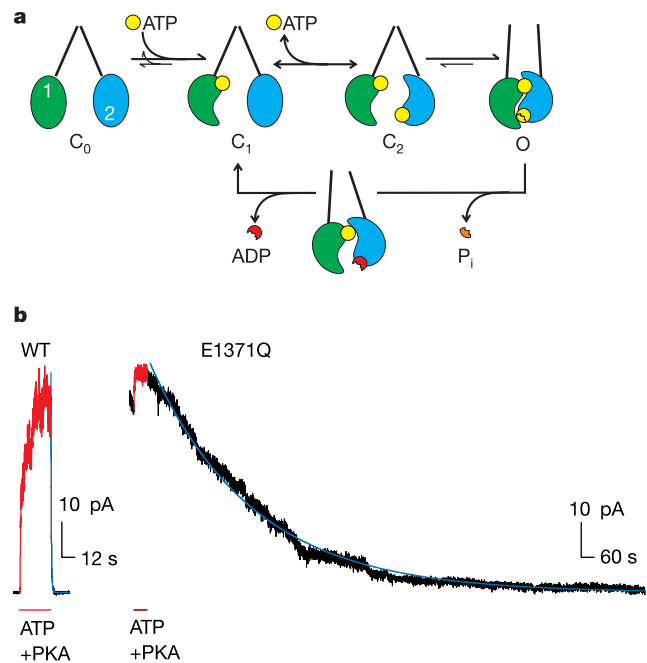 a
ATP
ATP
1
2
C₀
C₁
C₂
O
ADP
Pᵢ
b
WT
E1371Q
10 pA
12 s
10 pA
60 s
ATP
+PKA
ATP
+PKA